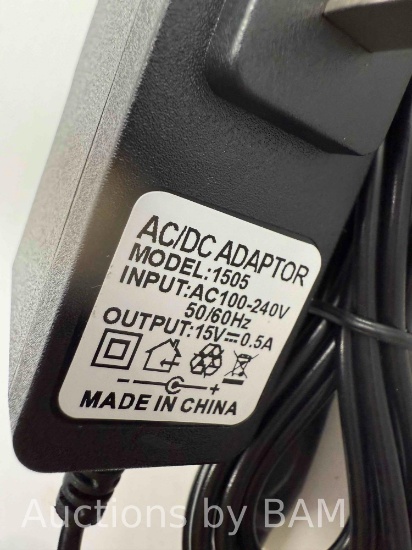 AC/DC ADAPTOR
MODEL:1505
INPUT:AC100-240V
50/60Hz
OUTPUT:15V⎓0.5A
- +
MADE IN CHINA
Auctions by BAM